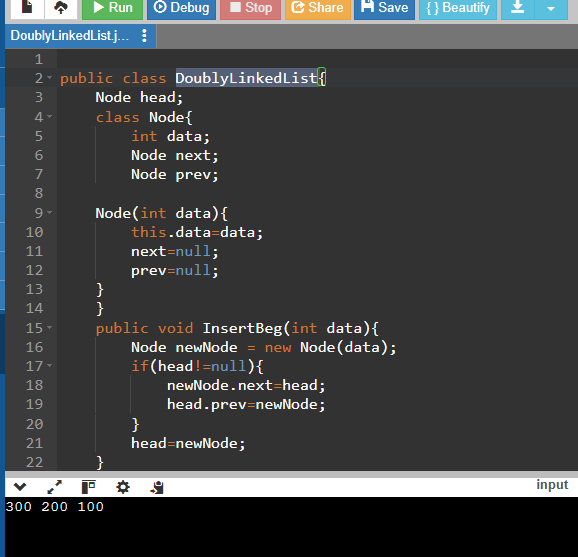 Run Debug Stop Share Save { } Beautify
DoublyLinkedList.j...
1
2 public class DoublyLinkedList{
3     Node head;
4     class Node{
5         int data;
6         Node next;
7         Node prev;
8
9     Node(int data){
10         this.data=data;
11         next=null;
12         prev=null;
13     }
14     }
15     public void InsertBeg(int data){
16         Node newNode = new Node(data);
17         if(head!=null){
18             newNode.next=head;
19             head.prev=newNode;
20         }
21         head=newNode;
22     }
input
300 200 100